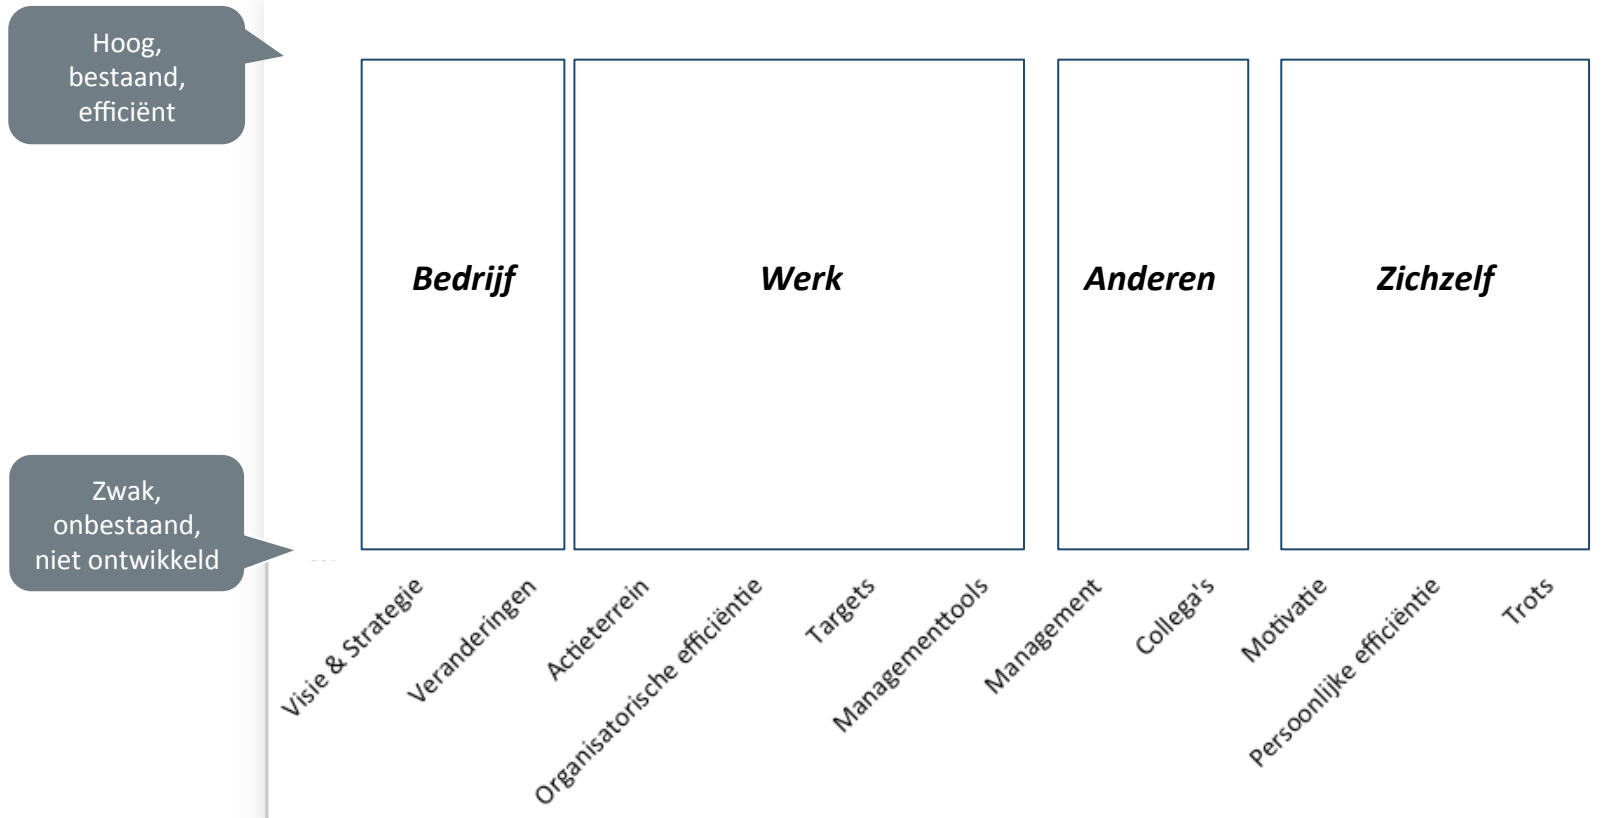 Hoog,
bestaand,
efficiënt
Bedrijf
Werk
Anderen
Zichzelf
Zwak,
onbestaand,
niet ontwikkeld
Visie & Strategie
Veranderingen
Actieterrein
Organisatorische efficiëntie
Targets
Managementtools
Management
Collega's
Motivatie
Persoonlijke efficiëntie
Trots